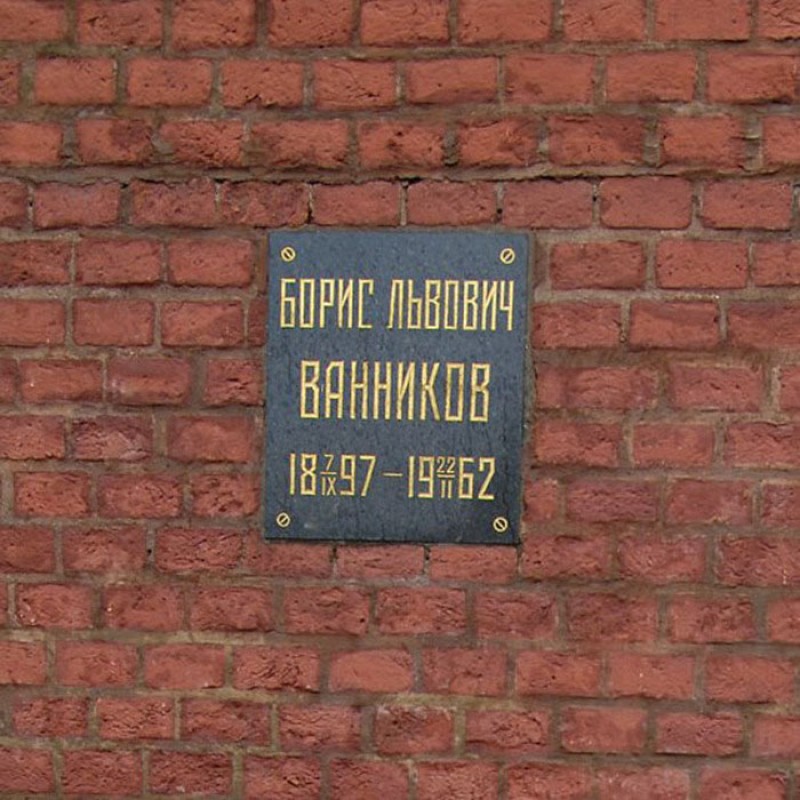 БОРИС ЛЬВОВИЧ
ВАННИКОВ
18 7/IX 97 – 19 22/II 62